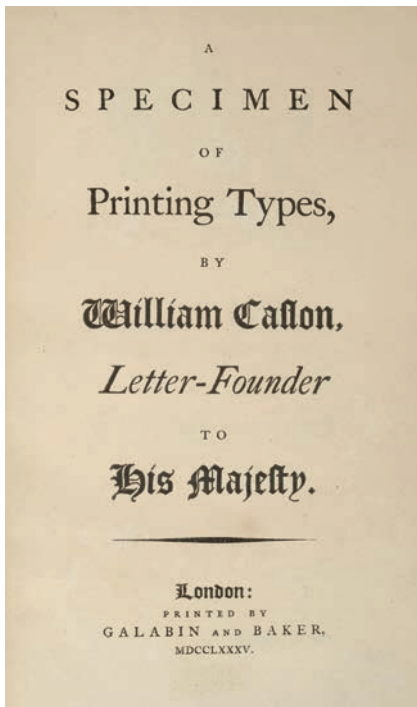 A
SPECIMEN
OF
Printing Types,
BY
William Caſlon,
Letter-Founder
TO
His Majeſty.
London:
PRINTED BY
GALABIN AND BAKER,
MDCCLXXXV.